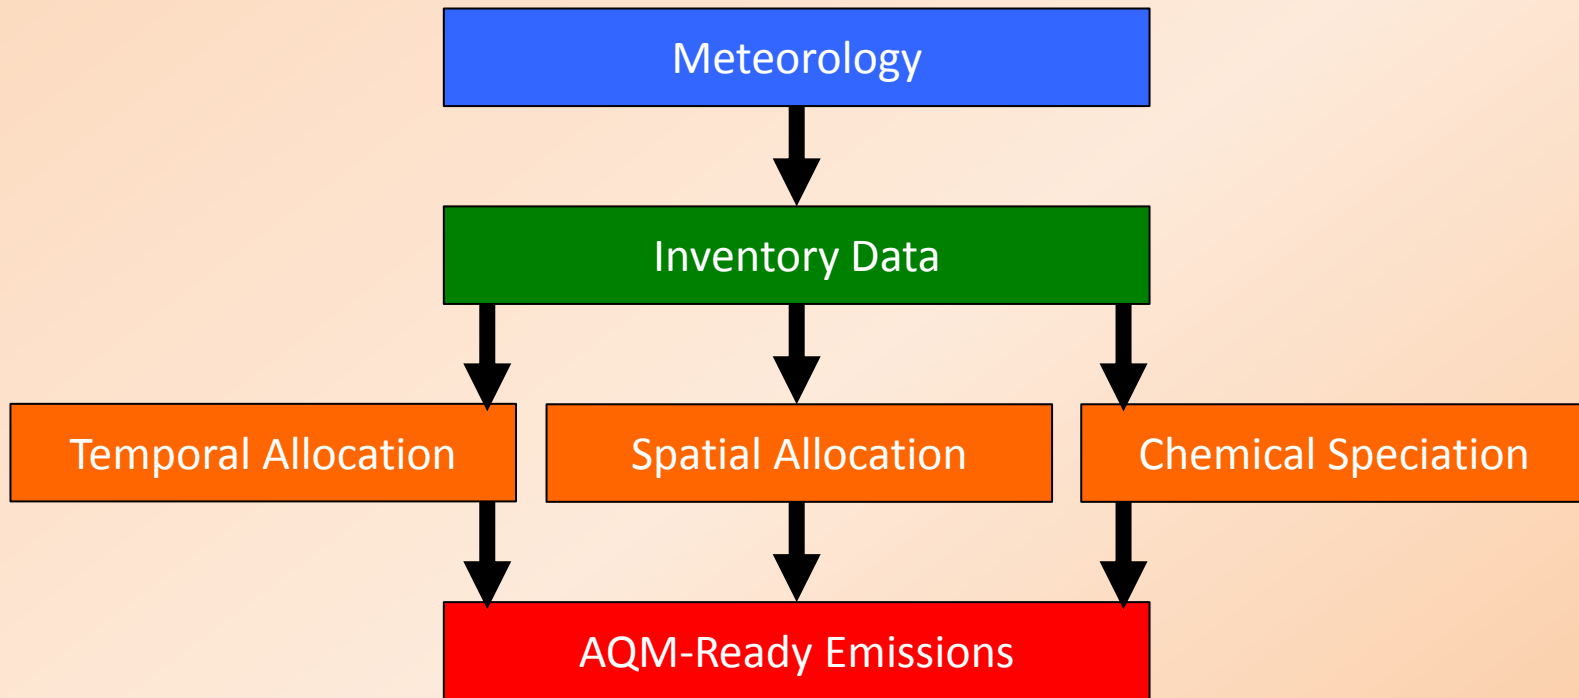 Meteorology
Inventory Data
Temporal Allocation
Spatial Allocation
Chemical Speciation
AQM-Ready Emissions